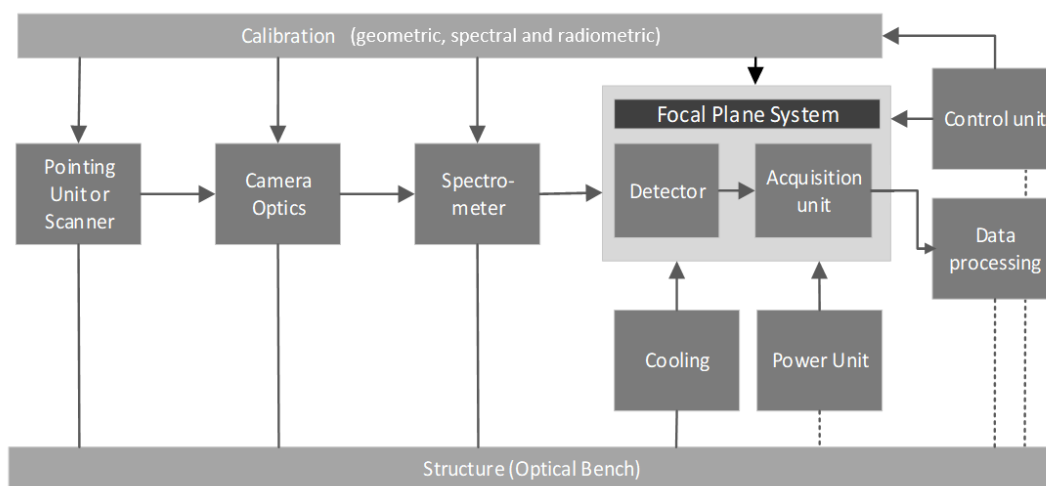 Calibration (geometric, spectral and radiometric)
Focal Plane System
Control unit
Pointing
Unit or
Scanner
Camera
Optics
Spectro-
meter
Detector
Acquisition
unit
Data
processing
Cooling
Power Unit
Structure (Optical Bench)